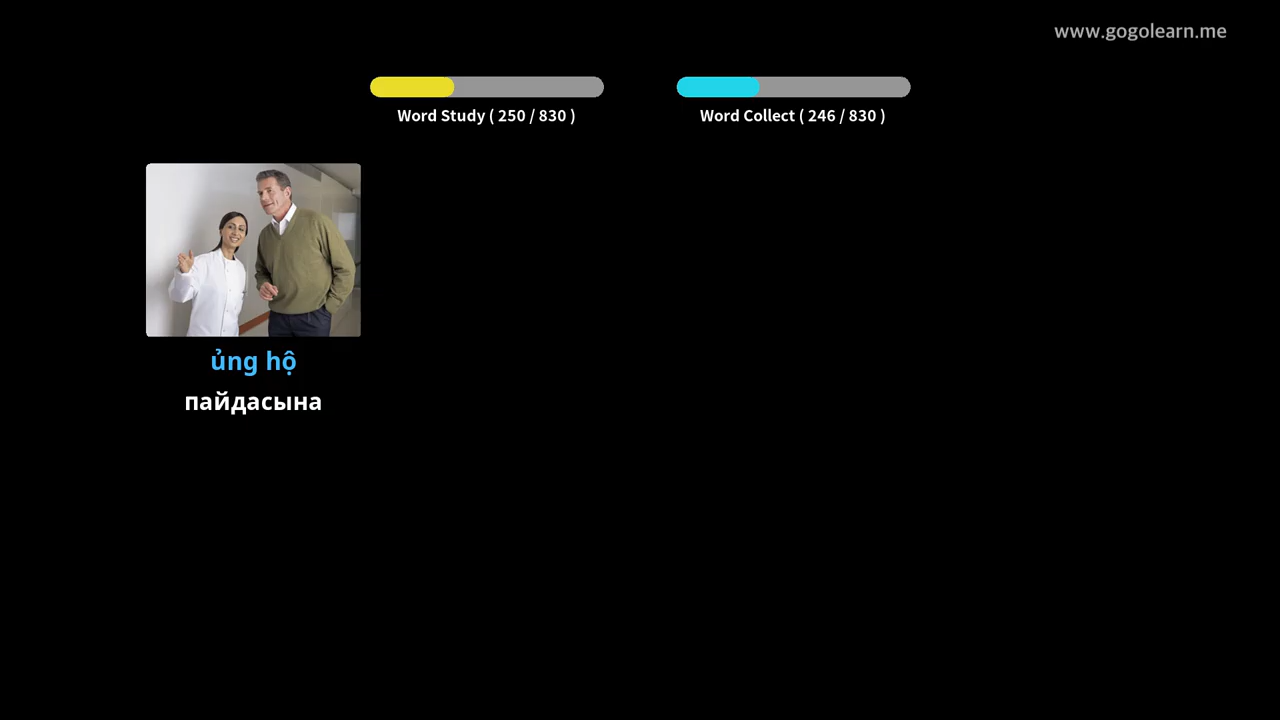 www.gogolearn.me
Word Study ( 250 / 830 )
Word Collect ( 246 / 830 )
ủng hộ
пайдасына